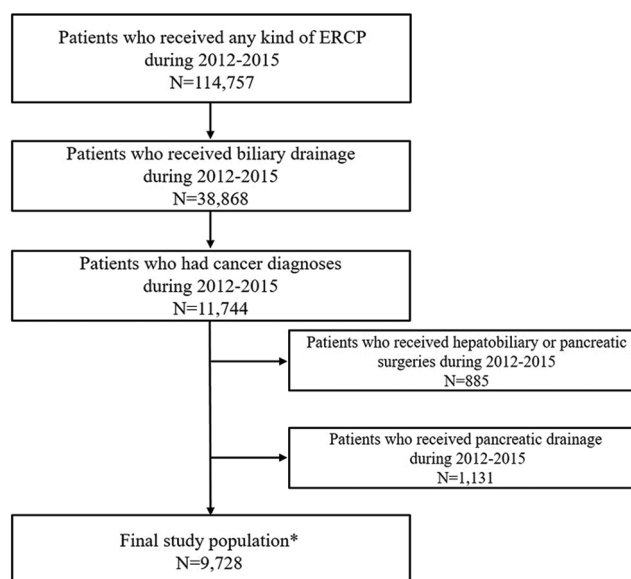 Patients who received any kind of ERCP
during 2012-2015
N=114,757
Patients who received biliary drainage
during 2012-2015
N=38,868
Patients who had cancer diagnoses
during 2012-2015
N=11,744
Patients who received hepatobiliary or pancreatic
surgeries during 2012-2015
N=885
Patients who received pancreatic drainage
during 2012-2015
N=1,131
Final study population*
N=9,728